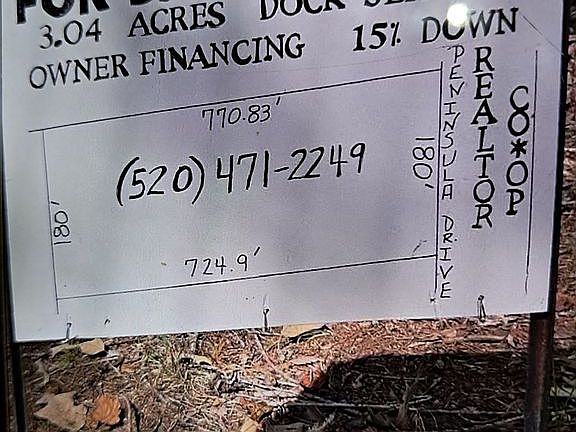 FOR
3.04 ACRES DOCK
OWNER FINANCING 15% DOWN
770.83'
(520) 471-2249
180'
180'
724.9'
PENINSULA DRIVE
REALTOR
CO*OP